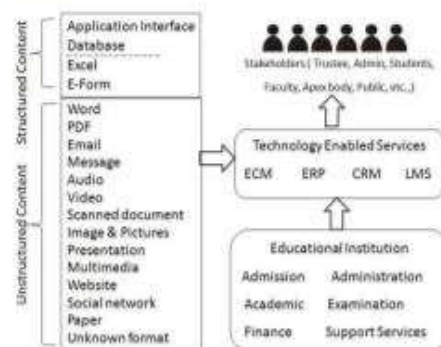 Structured Content
Application Interface
Database
Excel
E-Form
Unstructured Content
Word
PDF
Email
Message
Audio
Video
Scanned document
Image & Pictures
Presentation
Multimedia
Website
Social network
Paper
Unknown format
Stakeholders ( Trustee, Admin, Students,
Faculty, Apex body, Public, etc.,)
Technology Enabled Services
ECM ERP CRM LMS
Educational Institution
Admission Administration
Academic Examination
Finance Support Services